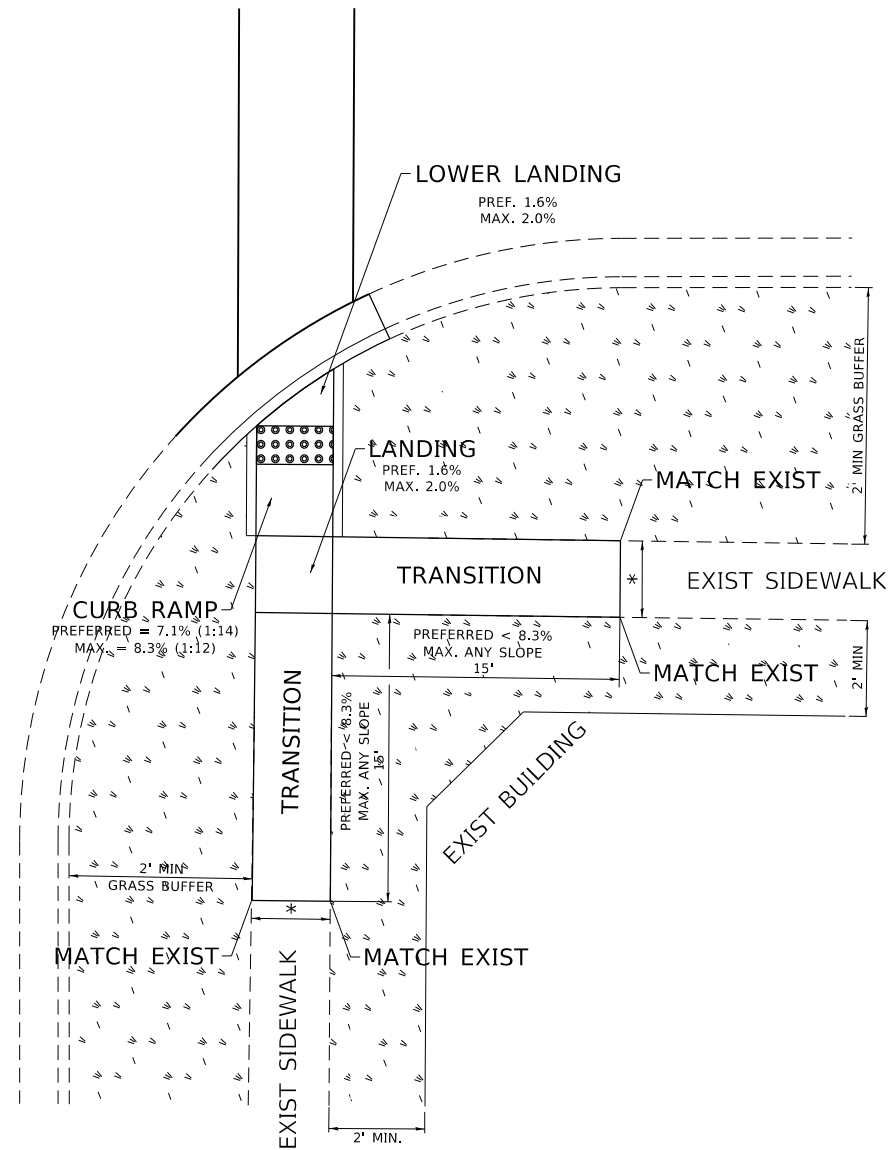 LOWER LANDING
PREF. 1.6%
MAX. 2.0%
2' MIN GRASS BUFFER
LANDING
PREF. 1.6%
MAX. 2.0%
MATCH EXIST
TRANSITION
*
EXIST SIDEWALK
CURB RAMP
PREFERRED = 7.1% (1:14)
MAX. = 8.3% (1:12)
PREFERRED < 8.3%
MAX. ANY SLOPE
15'
MATCH EXIST
2' MIN
TRANSITION
PREFERRED < 8.3%
MAX. ANY SLOPE
15'
EXIST BUILDING
2' MIN
GRASS BUFFER
*
MATCH EXIST
MATCH EXIST
EXIST SIDEWALK
2' MIN.